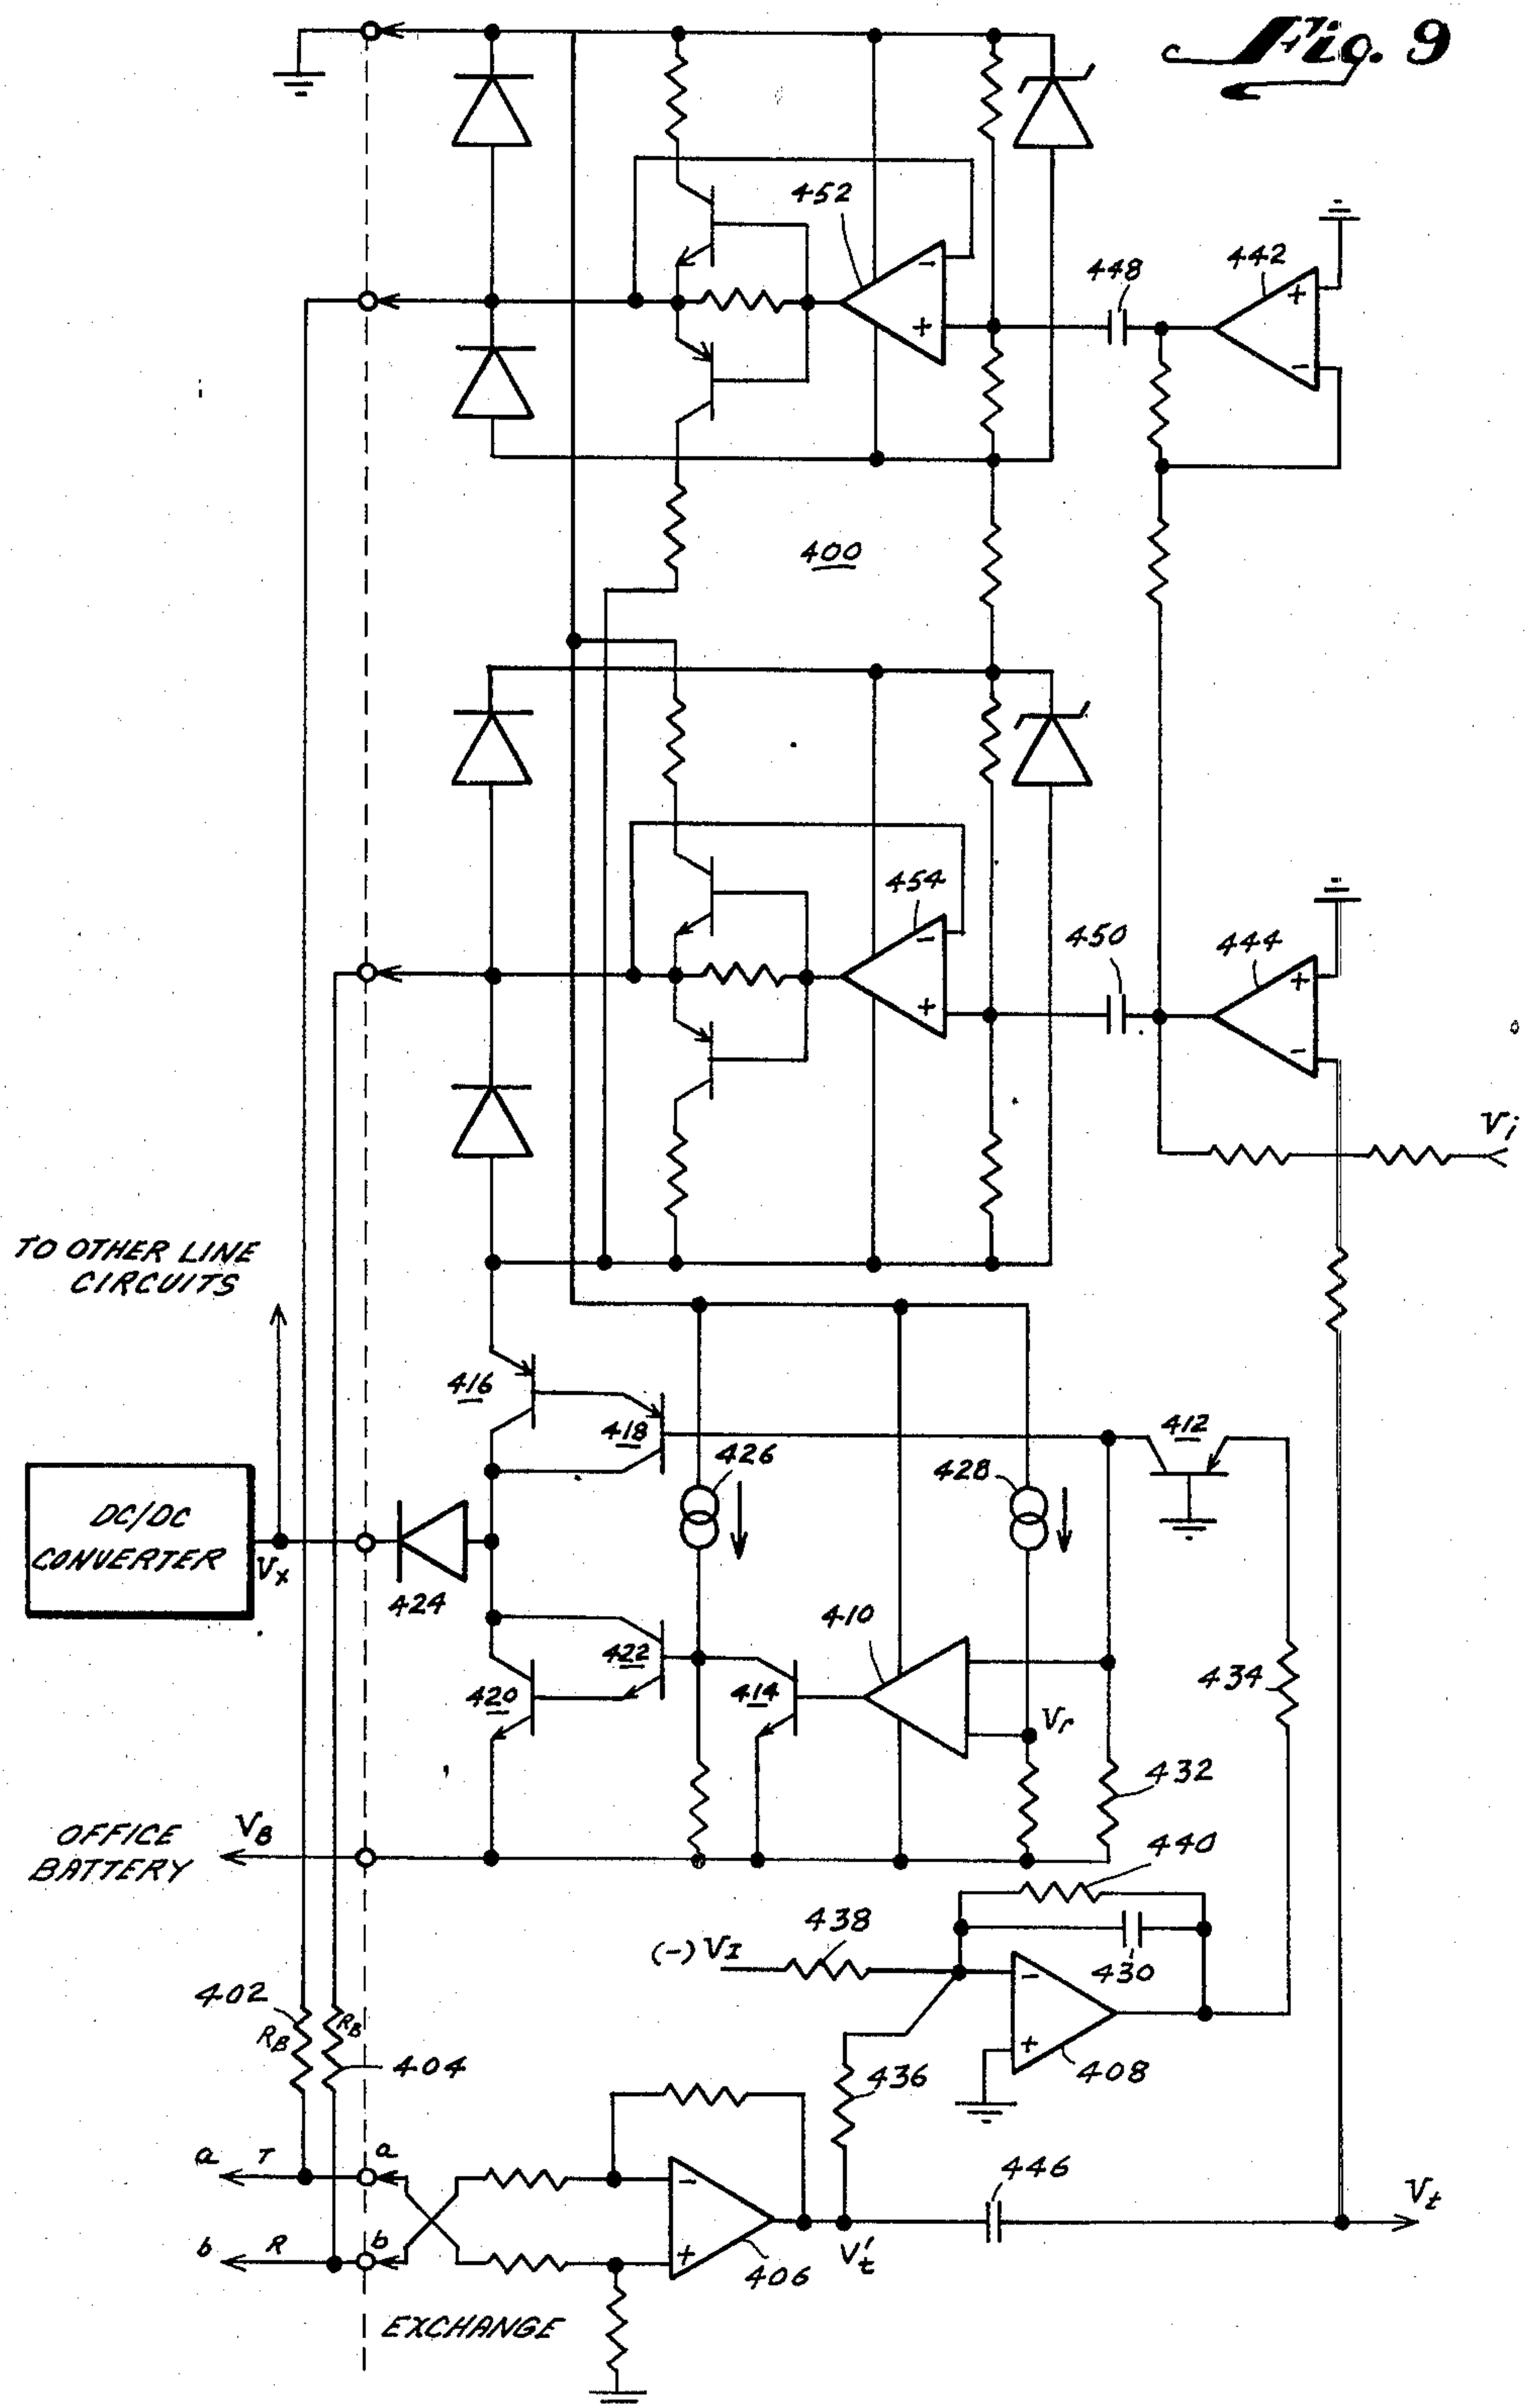 Fig. 9
452
442
448
400
454
450
444
Vi
TO OTHER LINE
CIRCUITS
416
418
412
426
428
DC/DC
CONVERTER
Vx
424
410
422
434
420
414
Vr
432
OFFICE
BATTERY
VB
440
438
(-) VI
430
402
RB
RB
404
436
408
a
T
a
446
Vt
b
R
b
406
Vt'
EXCHANGE